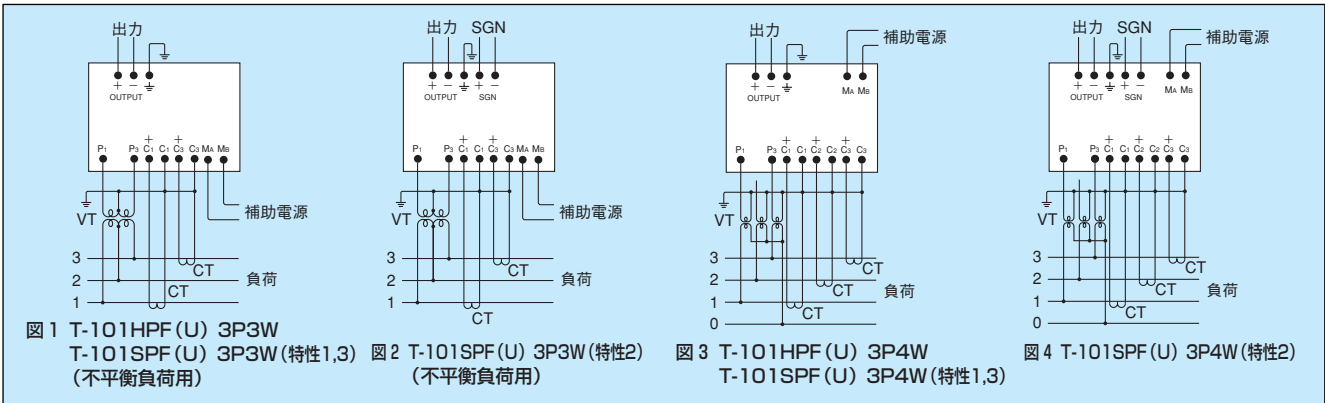 出力
+ − ⏚
OUTPUT
P₁ P₃ +C₁ C₁ +C₃ C₃ MA MB
VT
補助電源
3
CT
2
負荷
CT
1
図1 T-101HPF(U) 3P3W
T-101SPF(U) 3P3W(特性1,3)
(不平衡負荷用)
出力 SGN
+ − ⏚ + −
OUTPUT SGN
P₁ P₃ +C₁ C₁ +C₃ C₃ MA MB
VT
補助電源
3
CT
2
負荷
1
CT
図2 T-101SPF(U) 3P3W(特性2)
(不平衡負荷用)
出力
補助電源
+ − ⏚ MA MB
OUTPUT
P₁ P₃ +C₁ C₁ +C₂ C₂ +C₃ C₃
VT
3
CT
2
CT
負荷
1
CT
0
図3 T-101HPF(U) 3P4W
T-101SPF(U) 3P4W(特性1,3)
出力 SGN
補助電源
+ − ⏚ + − MA MB
OUTPUT SGN
P₁ P₃ +C₁ C₁ +C₂ C₂ +C₃ C₃
VT
3
CT
2
CT
負荷
1
CT
0
図4 T-101SPF(U) 3P4W(特性2)